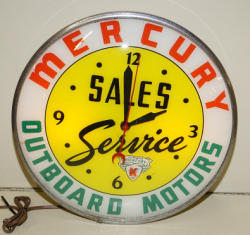 MERCURY
12
SALES
9
3
Service
6
K
OUTBOARD MOTORS